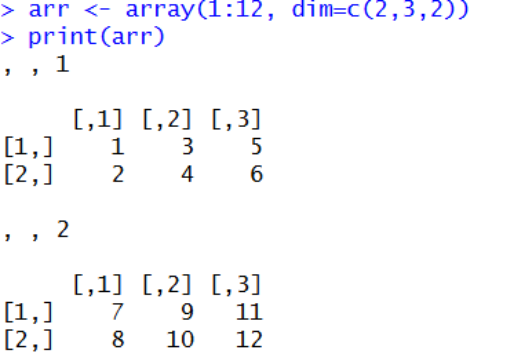 > arr <- array(1:12, dim=c(2,3,2))
> print(arr)
, , 1
     [,1] [,2] [,3]
[1,]    1    3    5
[2,]    2    4    6
, , 2
     [,1] [,2] [,3]
[1,]    7    9   11
[2,]    8   10   12